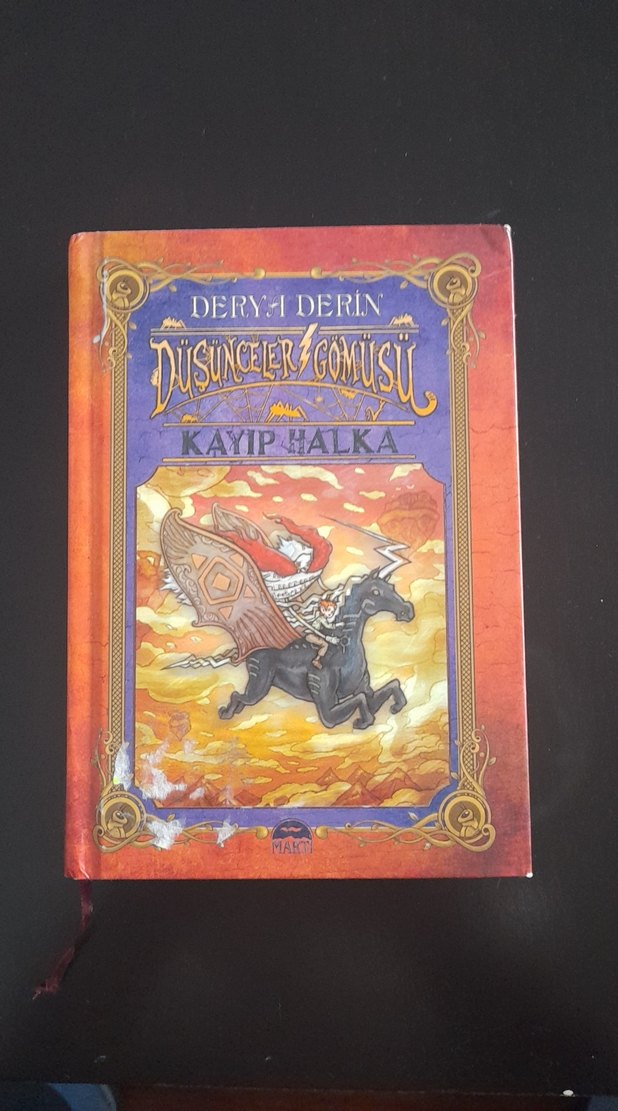 DERYA DERİN
DÜŞÜNCELER GÖMÜSÜ
KAYIP HALKA
MARTI